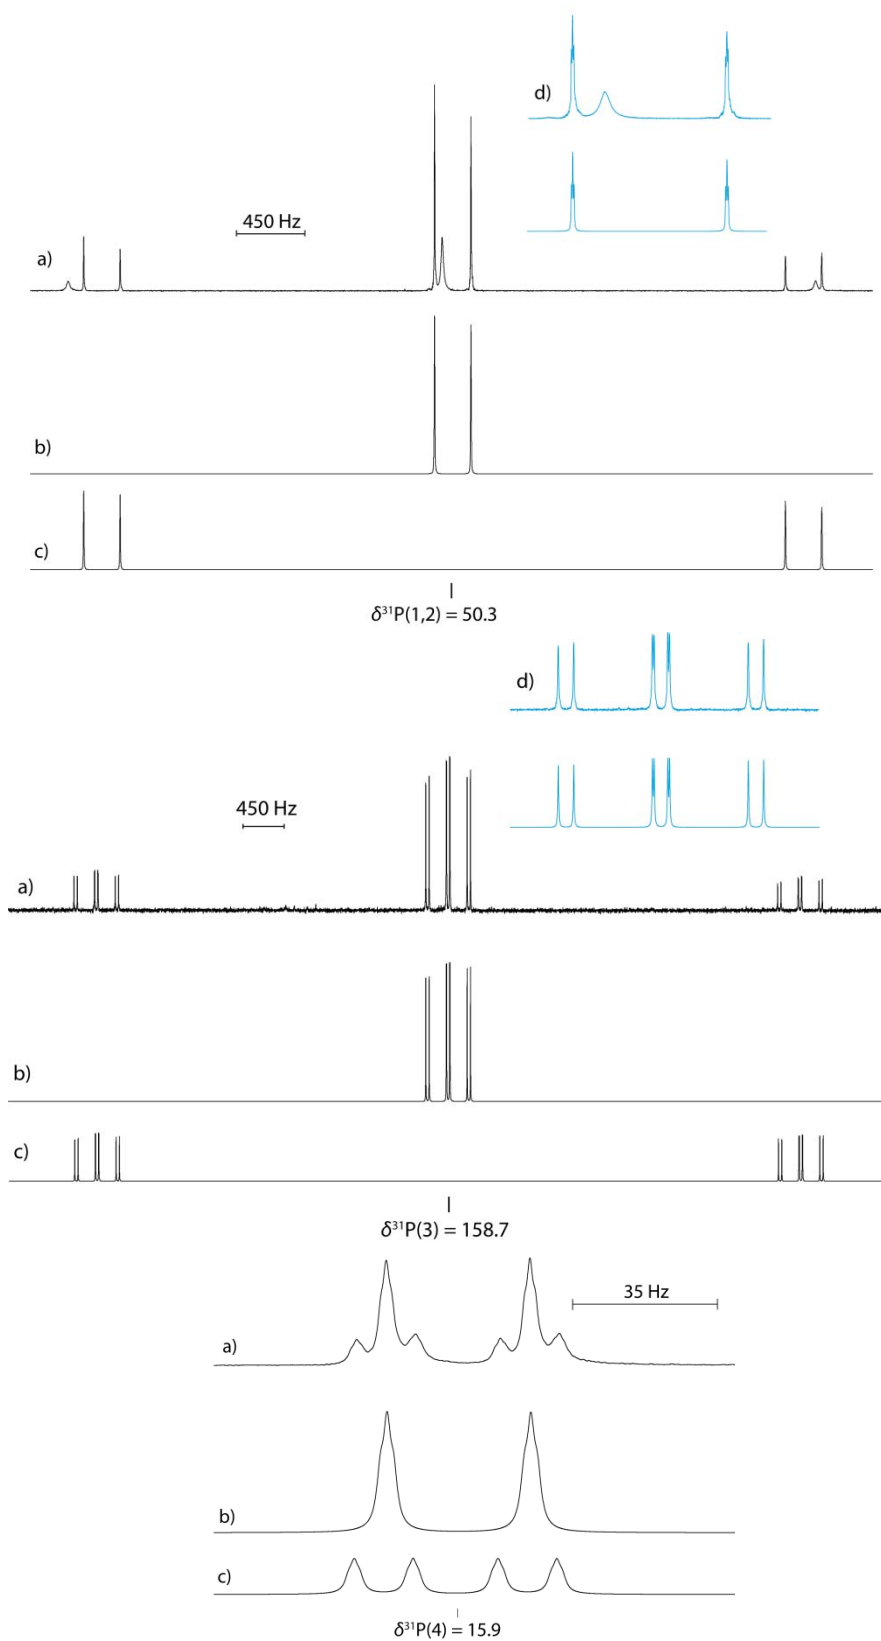 d)
450 Hz
a)
b)
c)
δ³¹P(1,2) = 50.3
d)
450 Hz
a)
b)
c)
δ³¹P(3) = 158.7
35 Hz
a)
b)
c)
δ³¹P(4) = 15.9